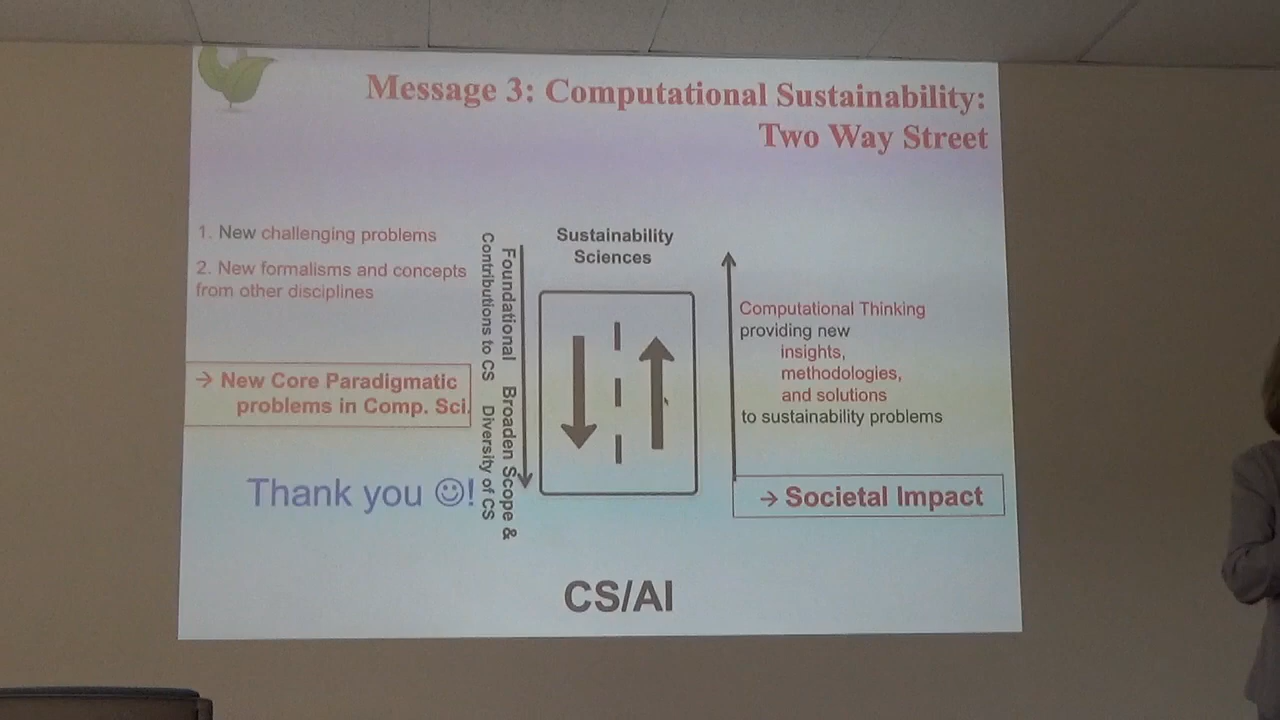 Message 3: Computational Sustainability:
Two Way Street
1. New challenging problems
2. New formalisms and concepts
from other disciplines
→ New Core Paradigmatic
problems in Comp. Sci.
Thank you ☺!
Foundational
Contributions to CS
Broaden Scope &
Diversity of CS
Sustainability
Sciences
Computational Thinking
providing new
insights,
methodologies,
and solutions
to sustainability problems
→ Societal Impact
CS/AI